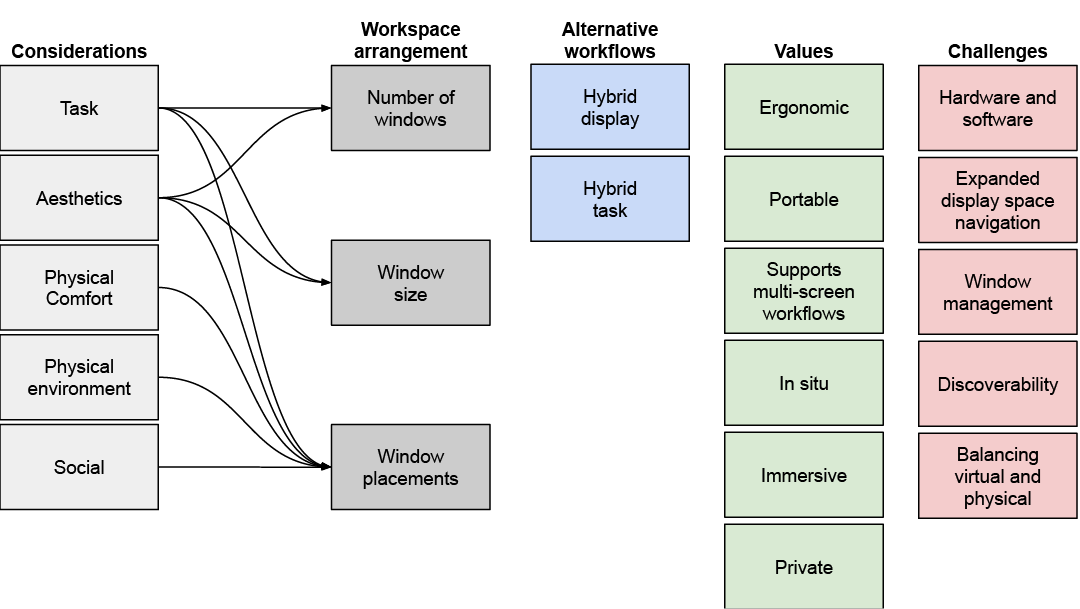 Considerations
Task
Aesthetics
Physical
Comfort
Physical
environment
Social
Workspace
arrangement
Number of
windows
Window
size
Window
placements
Alternative
workflows
Hybrid
display
Hybrid
task
Values
Ergonomic
Portable
Supports
multi-screen
workflows
In situ
Immersive
Private
Challenges
Hardware and
software
Expanded
display space
navigation
Window
management
Discoverability
Balancing
virtual and
physical